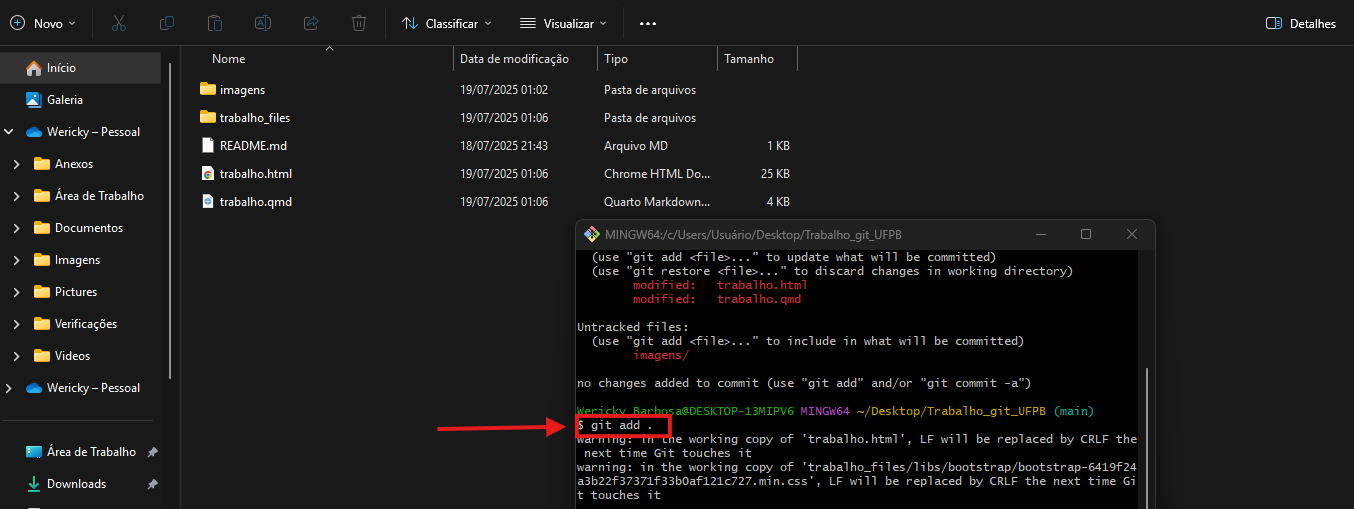 Novo
Classificar
Visualizar
Detalhes
Nome
Data de modificação
Tipo
Tamanho
Início
Galeria
Wericky – Pessoal
Anexos
Área de Trabalho
Documentos
Imagens
Pictures
Verificações
Videos
Wericky – Pessoal
Área de Trabalho
Downloads
imagens 19/07/2025 01:02 Pasta de arquivos
trabalho_files 19/07/2025 01:06 Pasta de arquivos
README.md 18/07/2025 21:43 Arquivo MD 1 KB
trabalho.html 19/07/2025 01:06 Chrome HTML Do... 25 KB
trabalho.qmd 19/07/2025 01:06 Quarto Markdown... 4 KB
MINGW64:/c/Users/Usuário/Desktop/Trabalho_git_UFPB
(use "git add <file>..." to update what will be committed)
(use "git restore <file>..." to discard changes in working directory)
modified: trabalho.html
modified: trabalho.qmd
Untracked files:
(use "git add <file>..." to include in what will be committed)
imagens/
no changes added to commit (use "git add" and/or "git commit -a")
Wericky Barbosa@DESKTOP-13MIPV6 MINGW64 ~/Desktop/Trabalho_git_UFPB (main)
$ git add .
warning: in the working copy of 'trabalho.html', LF will be replaced by CRLF the
next time Git touches it
warning: in the working copy of 'trabalho_files/libs/bootstrap/bootstrap-6419f24
a3b22f37371f33b0af121c727.min.css', LF will be replaced by CRLF the next time Gi
t touches it